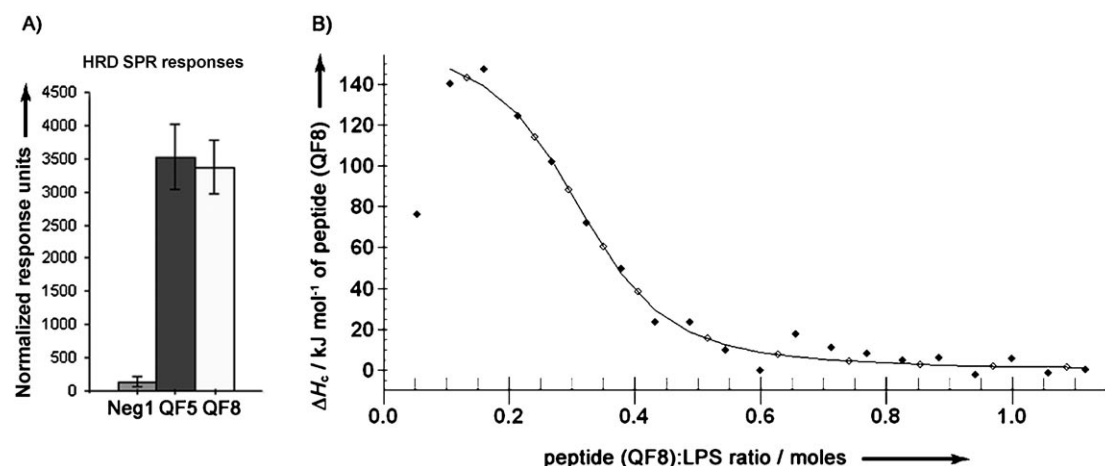 A)
HRD SPR responses
Normalized response units
4500
4000
3500
3000
2500
2000
1500
1000
500
0
Neg1 QF5 QF8
B)
ΔHc / kJ mol-1 of peptide (QF8)
140
120
100
80
60
40
20
0
0.0 0.2 0.4 0.6 0.8 1.0
peptide (QF8):LPS ratio / moles